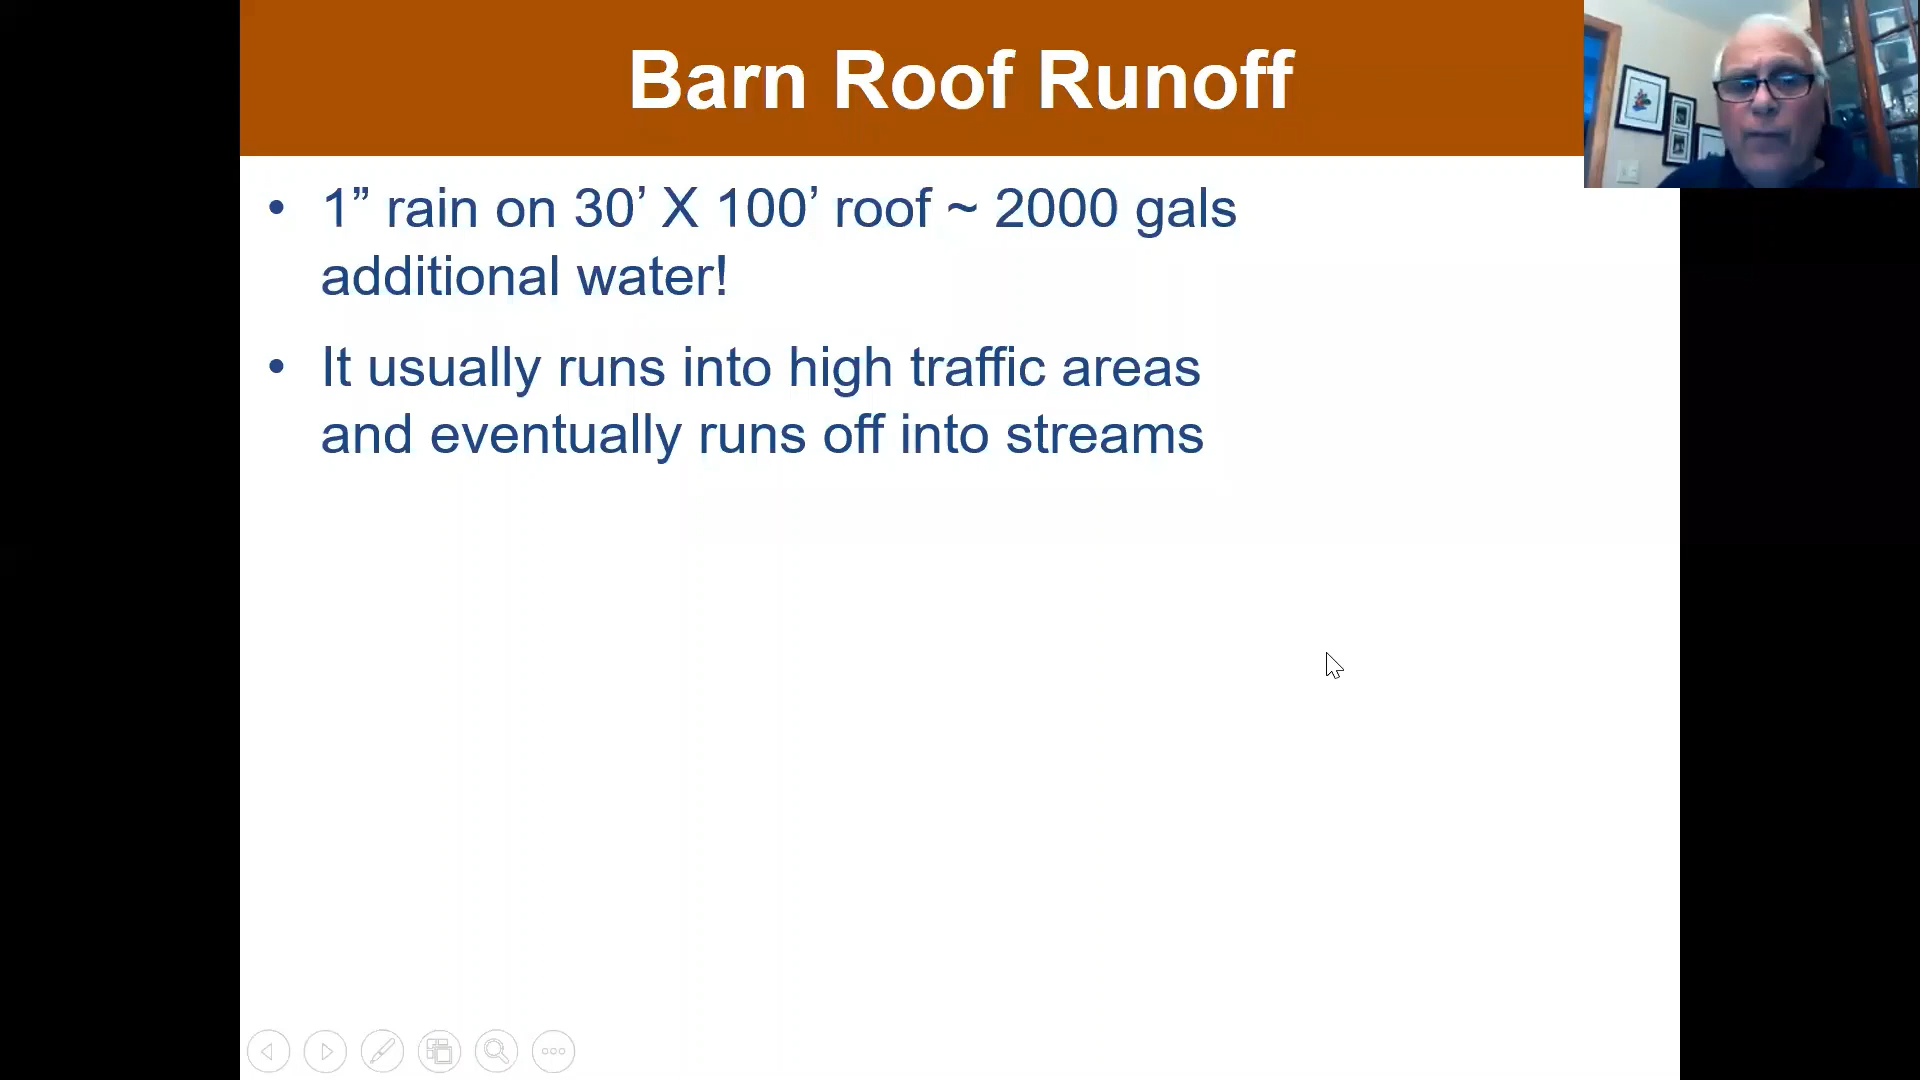 Barn Roof Runoff
• 1” rain on 30’ X 100’ roof ~ 2000 gals
additional water!
• It usually runs into high traffic areas
and eventually runs off into streams